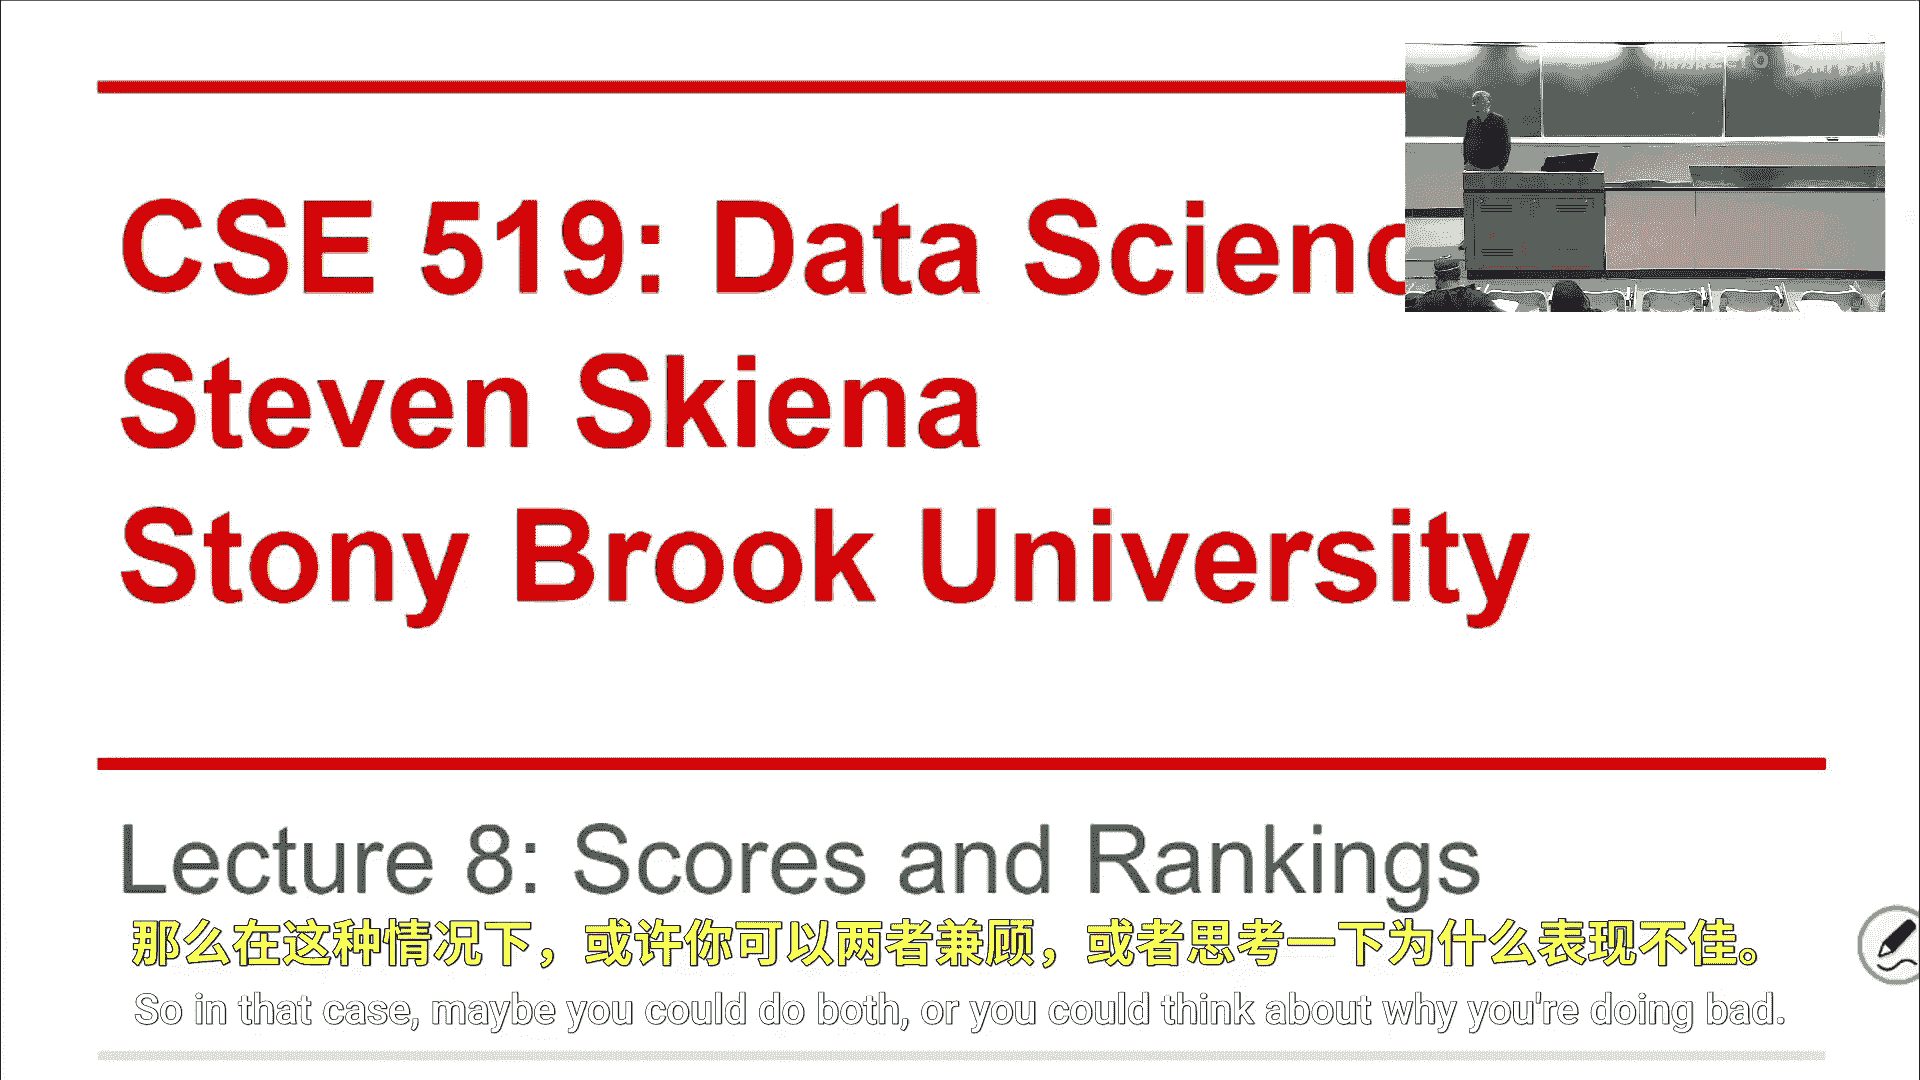 CSE 519: Data Scienc
Steven Skiena
Stony Brook University
Lecture 8: Scores and Rankings
那么在这种情况下，或许你可以两者兼顾，或者思考一下为什么表现不佳。
So in that case, maybe you could do both, or you could think about why you're doing bad.